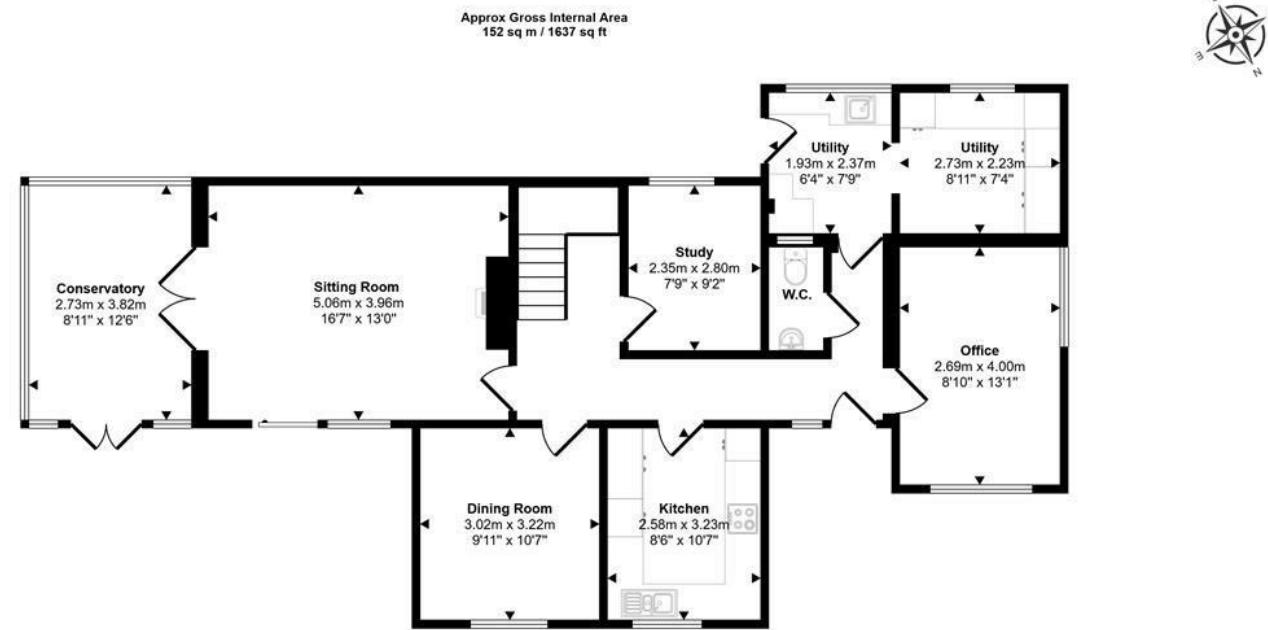 Approx Gross Internal Area
152 sq m / 1637 sq ft
E
N
Utility
1.93m x 2.37m
6'4" x 7'9"
Utility
2.73m x 2.23m
8'11" x 7'4"
Conservatory
2.73m x 3.82m
8'11" x 12'6"
Sitting Room
5.06m x 3.96m
16'7" x 13'0"
Study
2.35m x 2.80m
7'9" x 9'2"
W.C.
Office
2.69m x 4.00m
8'10" x 13'1"
Dining Room
3.02m x 3.22m
9'11" x 10'7"
Kitchen
2.58m x 3.23m
8'6" x 10'7"